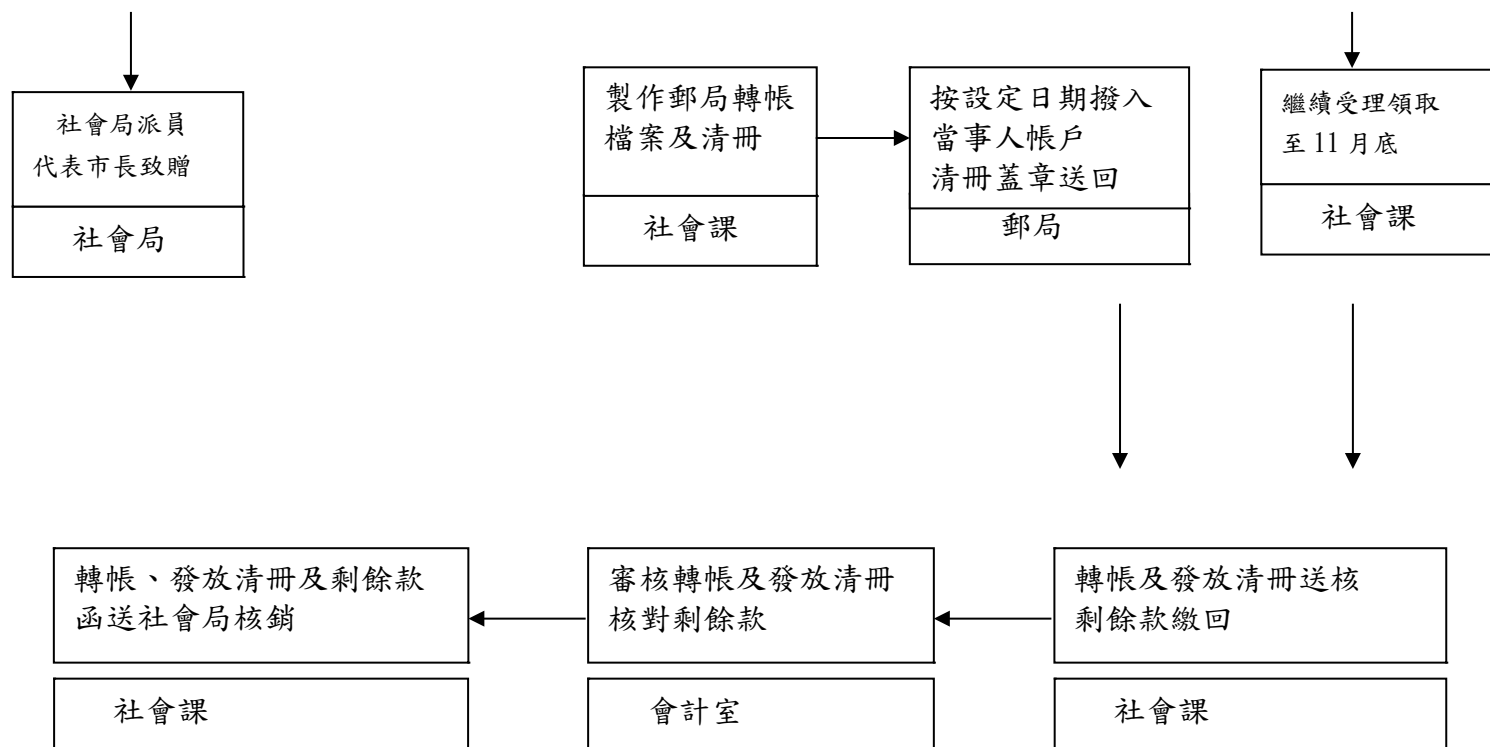 社會局派員
代表市長致贈
社會局
製作郵局轉帳
檔案及清冊
社會課
按設定日期撥入
當事人帳戶
清冊蓋章送回
郵局
繼續受理領取
至 11 月底
社會課
轉帳、發放清冊及剩餘款
函送社會局核銷
社會課
審核轉帳及發放清冊
核對剩餘款
會計室
轉帳及發放清冊送核
剩餘款繳回
社會課